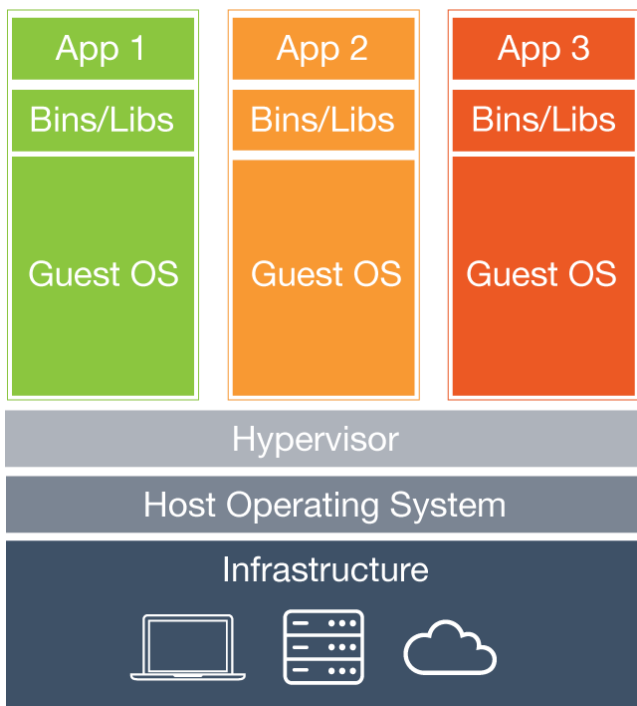 App 1
App 2
App 3
Bins/Libs
Bins/Libs
Bins/Libs
Guest OS
Guest OS
Guest OS
Hypervisor
Host Operating System
Infrastructure